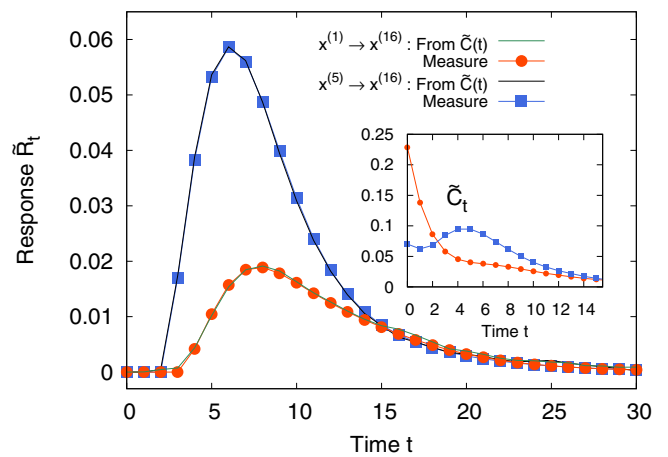 0.06
0.05
0.04
0.03
0.02
0.01
0
Response R̃ₜ
0 5 10 15 20 25 30
Time t
x⁽¹⁾ → x⁽¹⁶⁾ : From C̃(t)
Measure
x⁽⁵⁾ → x⁽¹⁶⁾ : From C̃(t)
Measure
0.25
0.2
0.15
0.1
0.05
0
C̃ₜ
0 2 4 6 8 10 12 14
Time t